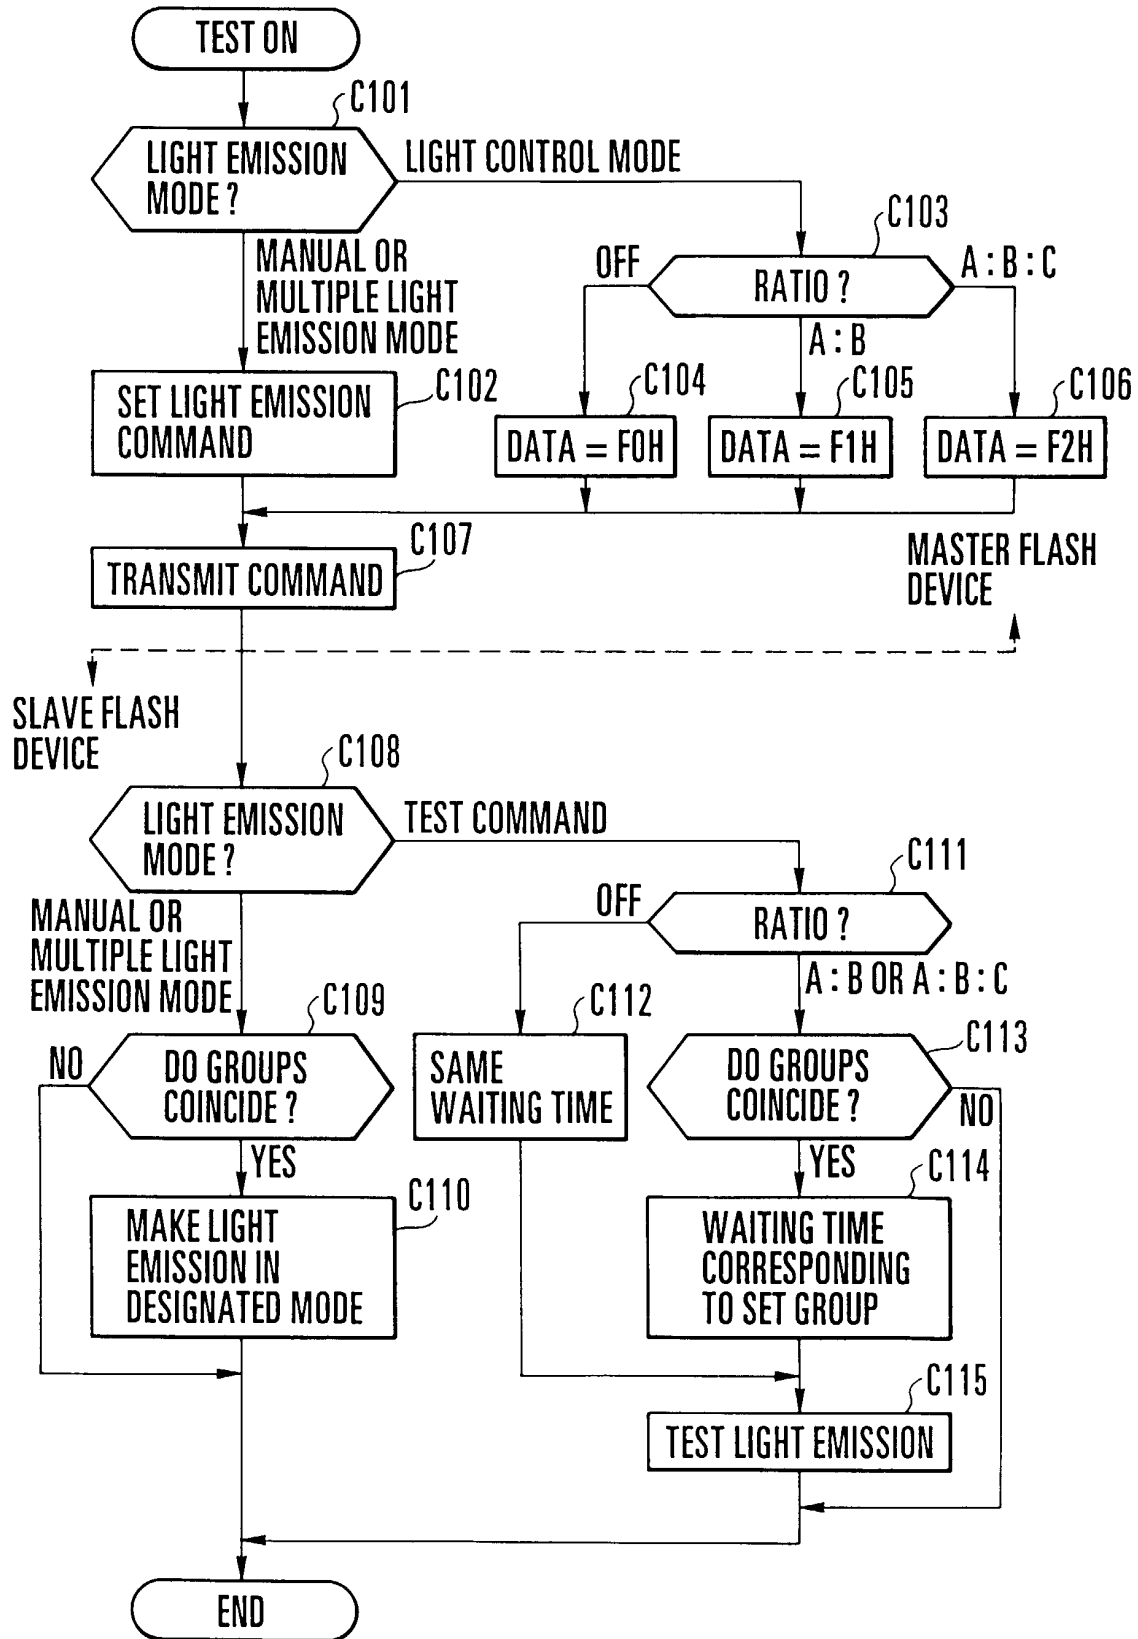 TEST ON
C101
LIGHT EMISSION
MODE ?
LIGHT CONTROL MODE
C103
MANUAL OR
MULTIPLE LIGHT
EMISSION MODE
OFF
RATIO ?
A : B : C
A : B
C102
SET LIGHT EMISSION
COMMAND
C104
DATA = F0H
C105
DATA = F1H
C106
DATA = F2H
C107
TRANSMIT COMMAND
MASTER FLASH
DEVICE
SLAVE FLASH
DEVICE
C108
LIGHT EMISSION
MODE ?
TEST COMMAND
C111
MANUAL OR
MULTIPLE LIGHT
EMISSION MODE
OFF
RATIO ?
A : B OR A : B : C
C109
NO
DO GROUPS
COINCIDE ?
YES
C112
SAME
WAITING TIME
C113
DO GROUPS
COINCIDE ?
NO
YES
C110
MAKE LIGHT
EMISSION IN
DESIGNATED MODE
C114
WAITING TIME
CORRESPONDING
TO SET GROUP
C115
TEST LIGHT EMISSION
END